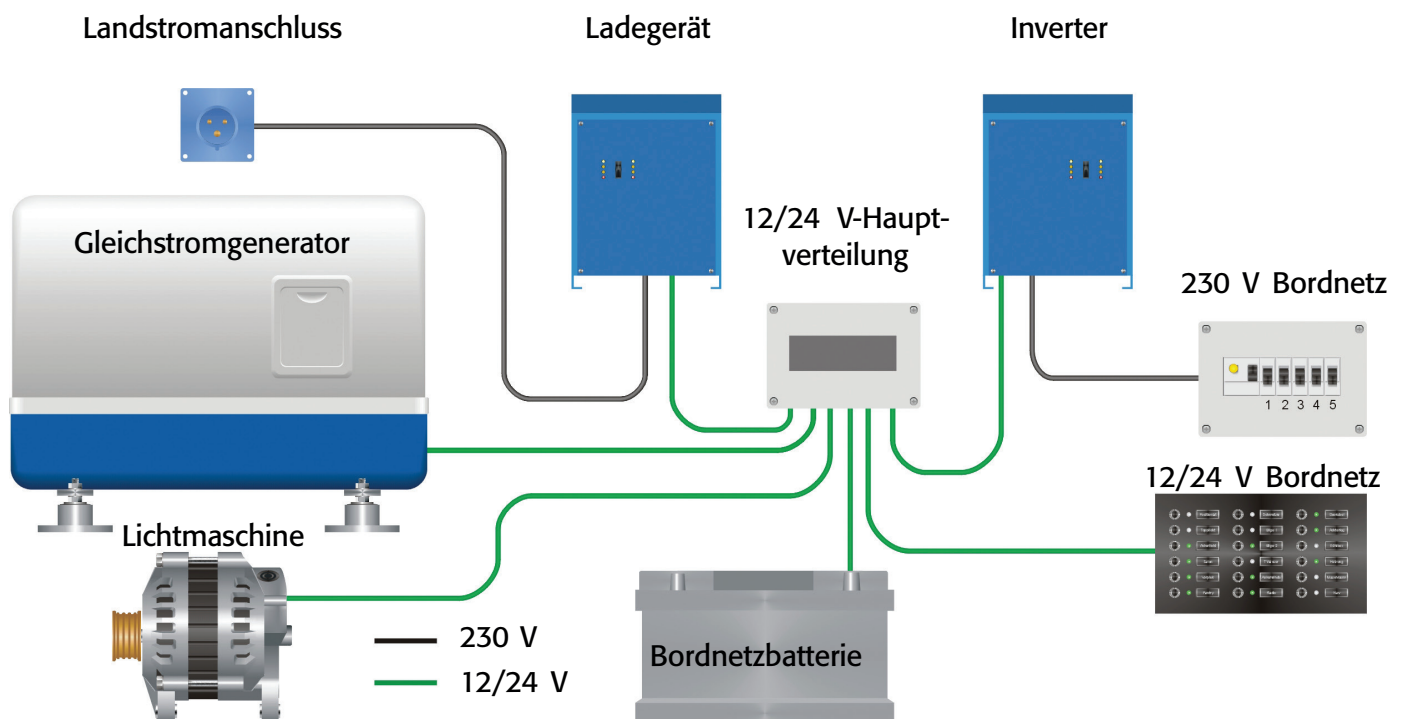 Landstromanschluss
Ladegerät
Inverter
Gleichstromgenerator
12/24 V-Haupt-
verteilung
230 V Bordnetz
1 2 3 4 5
12/24 V Bordnetz
Lichtmaschine
230 V
12/24 V
Bordnetzbatterie